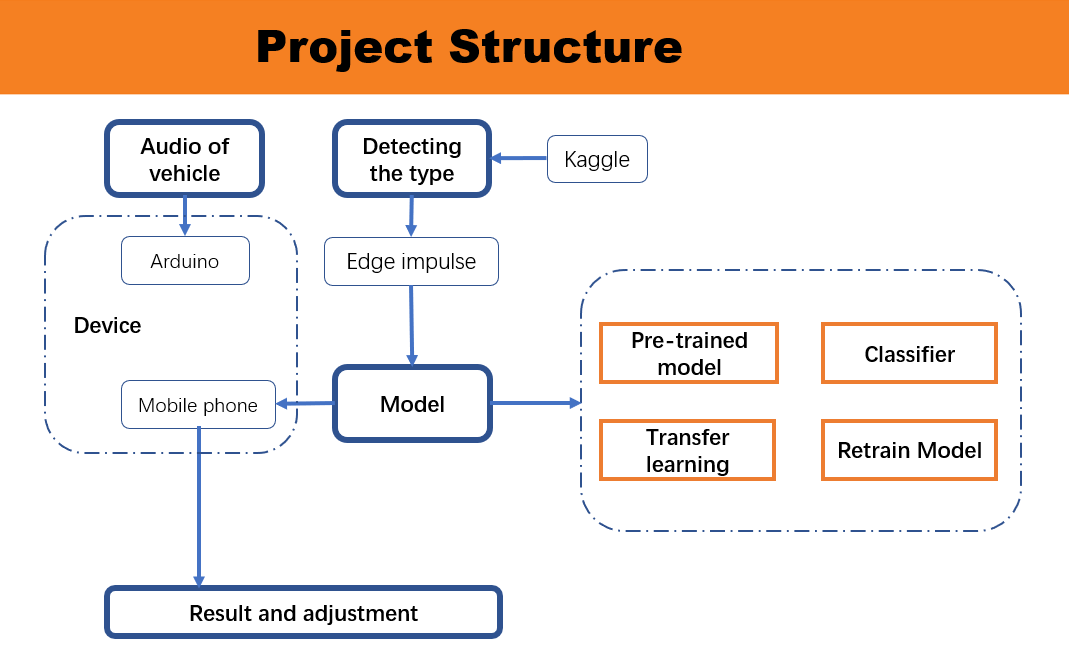 Project Structure
Audio of
vehicle
Detecting
the type
Kaggle
Arduino
Edge impulse
Device
Pre-trained
model
Classifier
Mobile phone
Model
Transfer
learning
Retrain Model
Result and adjustment